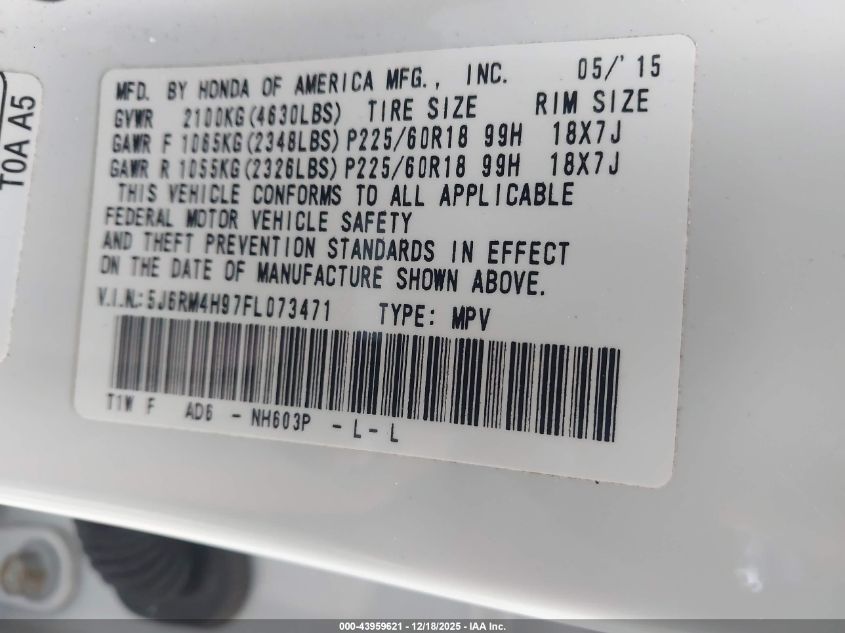 MFD. BY HONDA OF AMERICA MFG., INC. 05/'15
GVWR 2100KG(4630LBS) TIRE SIZE RIM SIZE
GAWR F 1065KG(2348LBS) P225/60R18 99H 18X7J
GAWR R 1055KG(2326LBS) P225/60R18 99H 18X7J
THIS VEHICLE CONFORMS TO ALL APPLICABLE
FEDERAL MOTOR VEHICLE SAFETY
AND THEFT PREVENTION STANDARDS IN EFFECT
ON THE DATE OF MANUFACTURE SHOWN ABOVE.
V.I.N.: 5J6RM4H97FL073471 TYPE: MPV
T1W F AD6 - NH603P - L - L
T0A A5
000-43959621 - 12/18/2025 - IAA Inc.